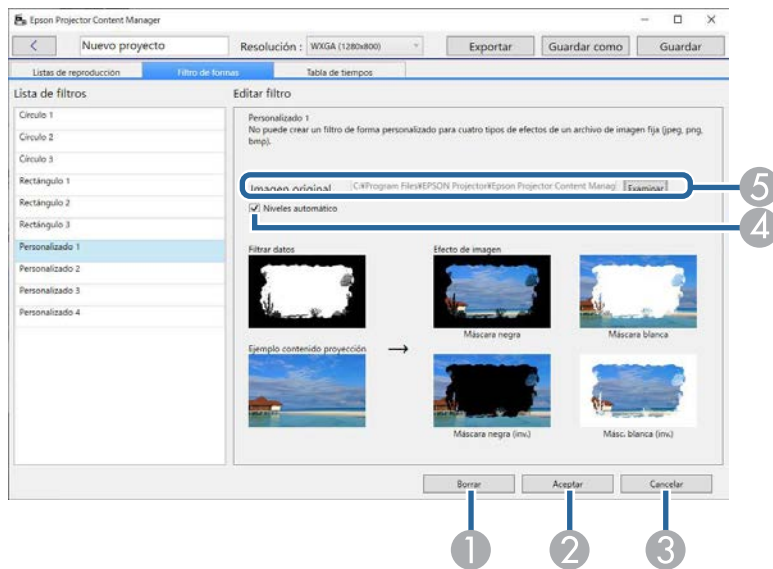 Epson Projector Content Manager
Nuevo proyecto
Resolución :
WXGA (1280x800)
Exportar
Guardar como
Guardar
Listas de reproducción
Filtro de formas
Tabla de tiempos
Lista de filtros
Editar filtro
Círculo 1
Círculo 2
Círculo 3
Rectángulo 1
Rectángulo 2
Rectángulo 3
Personalizado 1
Personalizado 2
Personalizado 3
Personalizado 4
Personalizado 1
No puede crear un filtro de forma personalizado para cuatro tipos de efectos de un archivo de imagen fija (jpeg, png,
bmp).
Imagen original
C:¥Program Files¥EPSON Projector¥Epson Projector Content Manag
Examinar
5
Niveles automático
4
Filtrar datos
Efecto de imagen
Máscara negra
Máscara blanca
Ejemplo contenido proyección
→
Máscara negra (inv.)
Másc. blanca (inv.)
Borrar
Aceptar
Cancelar
1
2
3